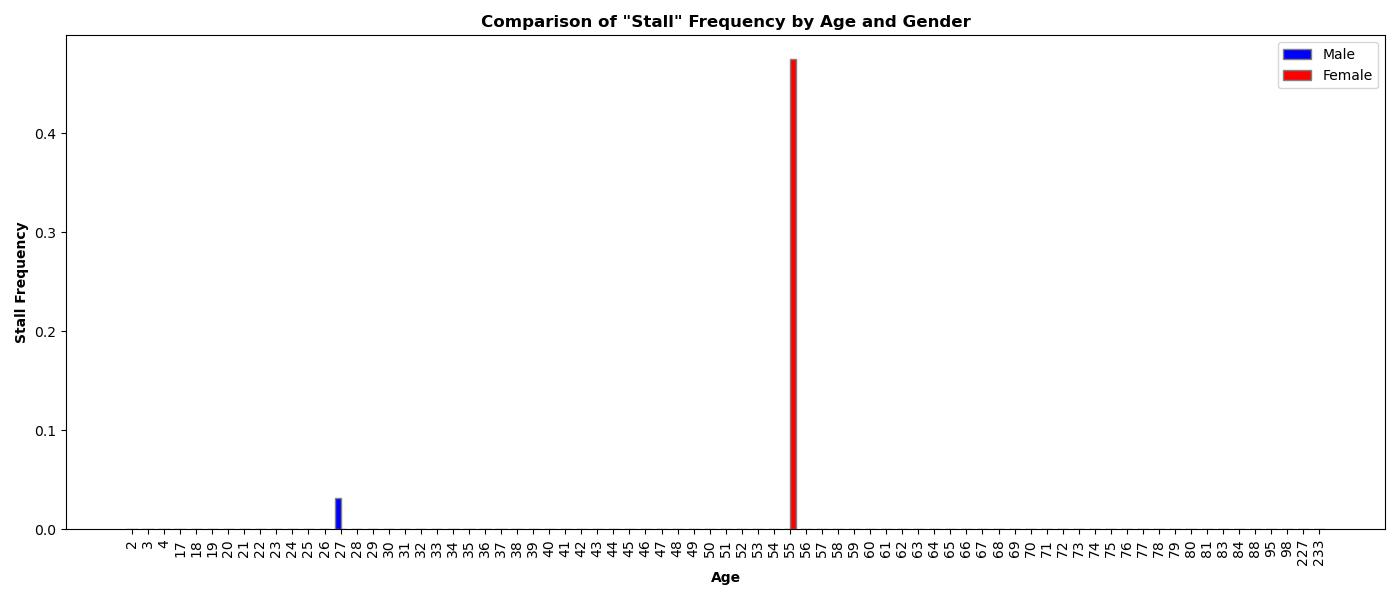 Comparison of "Stall" Frequency by Age and Gender
Male
Female
Stall Frequency
0.4
0.3
0.2
0.1
0.0
2 3 4 17 18 19 20 21 22 23 24 25 26 27 28 29 30 31 32 33 34 35 36 37 38 39 40 41 42 43 44 45 46 47 48 49 50 51 52 53 54 55 56 57 58 59 60 61 62 63 64 65 66 67 68 69 70 71 72 73 74 75 76 77 78 79 80 81 83 84 88 95 98 227 233
Age